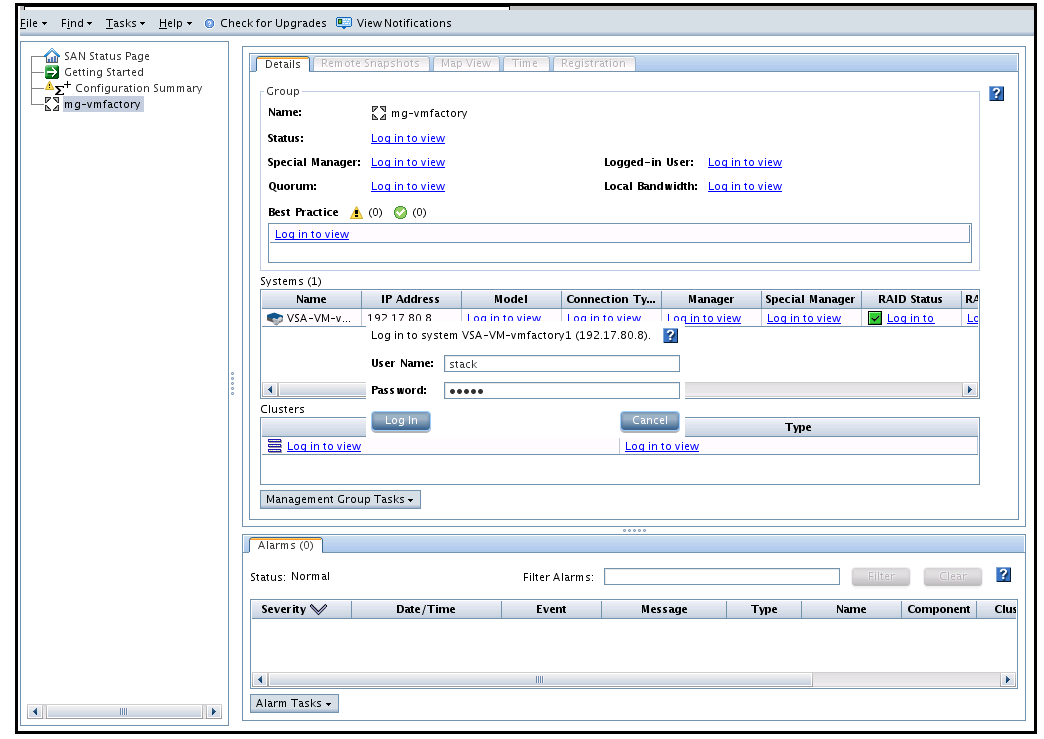 File Find Tasks Help Check for Upgrades View Notifications
SAN Status Page
Getting Started
Configuration Summary
mg-vmfactory
Details Remote Snapshots Map View Time Registration
Group
Name: mg-vmfactory
Status: Log in to view
Special Manager: Log in to view Logged-in User: Log in to view
Quorum: Log in to view Local Bandwidth: Log in to view
Best Practice (0) (0)
Log in to view
Systems (1)
Name IP Address Model Connection Ty... Manager Special Manager RAID Status RA
VSA-VM-v... 192.17.80.8 Log in to view Log in to view Log in to view Log in to view Log in to Lo
Log in to system VSA-VM-vmfactory1 (192.17.80.8).
User Name: stack
Password: •••••
Log In Cancel
Clusters
Type
Log in to view Log in to view
Management Group Tasks
Alarms (0)
Status: Normal Filter Alarms: Filter Clear
Severity Date/Time Event Message Type Name Component Clus
Alarm Tasks